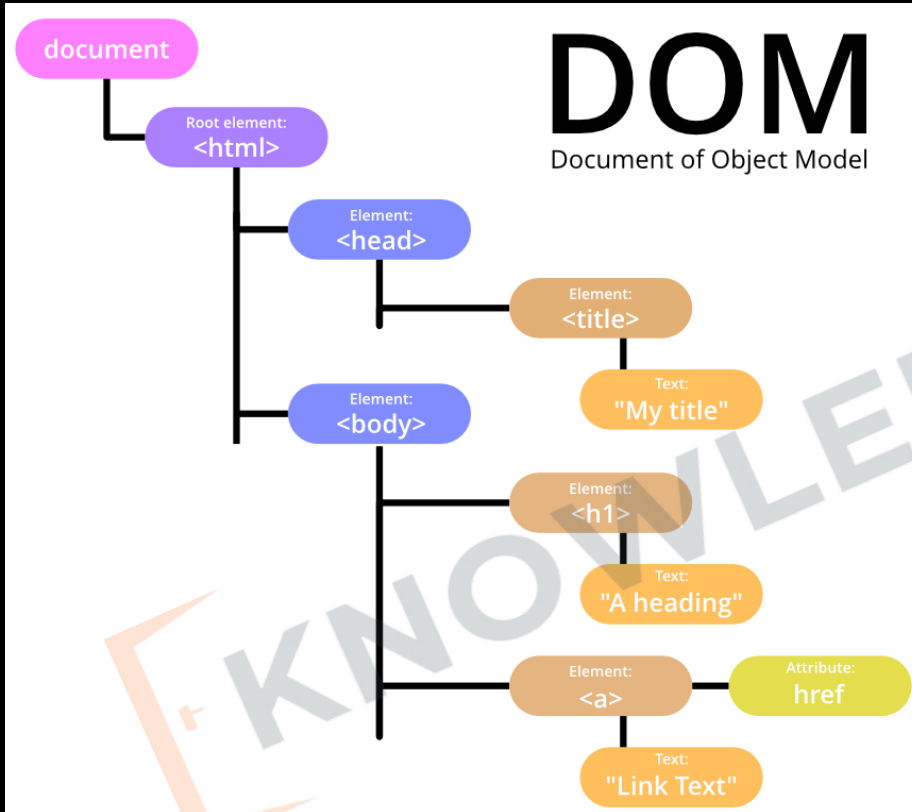 document
DOM
Document of Object Model
Root element:
<html>
Element:
<head>
Element:
<title>
Text:
"My title"
Element:
<body>
Element:
<h1>
Text:
"A heading"
Element:
<a>
Attribute:
href
Text:
"Link Text"